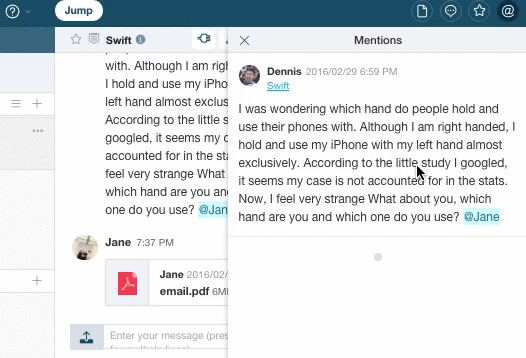 Jump
Swift
with. Although I am righ
I hold and use my iPho
left hand almost exclus
According to the little s
googled, it seems my c
accounted for in the sta
feel very strange What
which hand are you and
one do you use? @Jane
Jane 7:37 PM
Jane 2016/02/
email.pdf 6M
Enter your message (pres
Mentions
Dennis 2016/02/29 6:59 PM
Swift
I was wondering which hand do people hold and
use their phones with. Although I am right handed, I
hold and use my iPhone with my left hand almost
exclusively. According to the little study I googled,
it seems my case is not accounted for in the stats.
Now, I feel very strange What about you, which
hand are you and which one do you use? @Jane